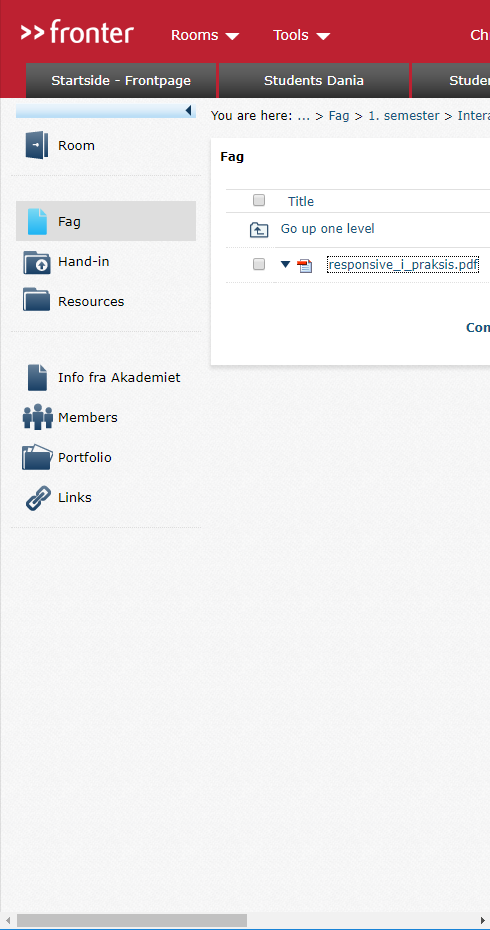 >> fronter
Rooms
Tools
Ch
Startside - Frontpage
Students Dania
Studer
You are here: ... > Fag > 1. semester > Intera
Room
Fag
Hand-in
Resources
Info fra Akademiet
Members
Portfolio
Links
Fag
Title
Go up one level
responsive_i_praksis.pdf
Con